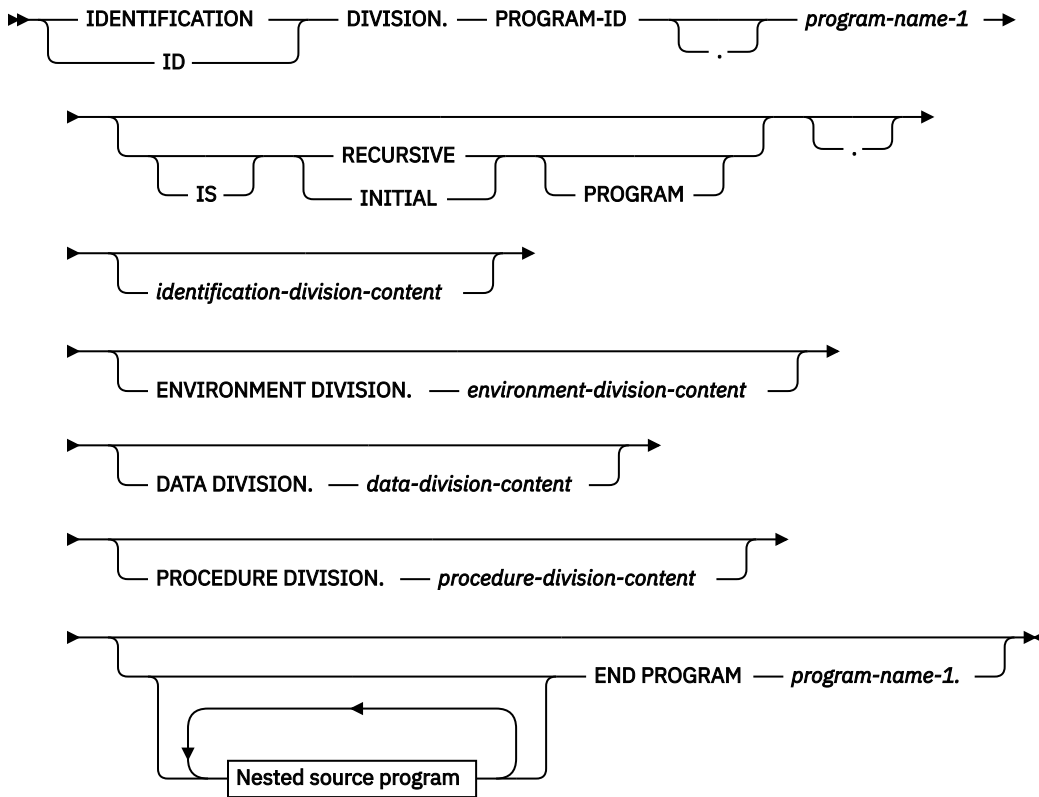 IDENTIFICATION DIVISION. PROGRAM-ID . program-name-1
ID
RECURSIVE .
IS INITIAL PROGRAM
identification-division-content
ENVIRONMENT DIVISION. environment-division-content
DATA DIVISION. data-division-content
PROCEDURE DIVISION. procedure-division-content
END PROGRAM program-name-1.
Nested source program